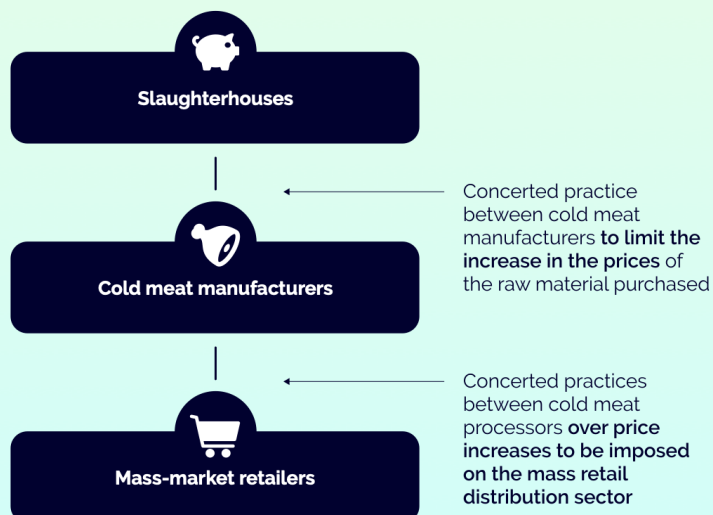 Slaughterhouses
Concerted practice
between cold meat
manufacturers to limit the
increase in the prices of
the raw material purchased
Cold meat manufacturers
Concerted practices
between cold meat
processors over price
increases to be imposed
on the mass retail
distribution sector
Mass-market retailers